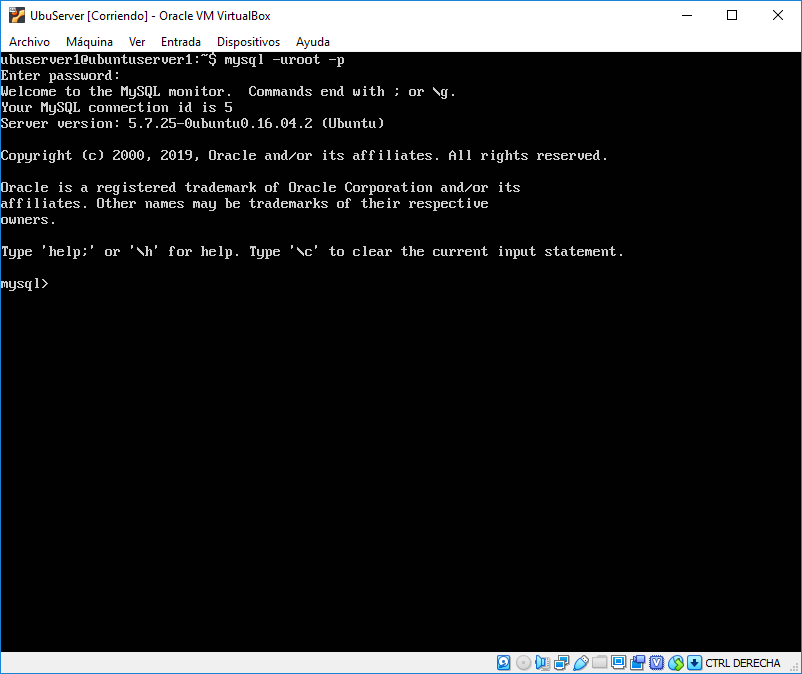 UbuServer [Corriendo] - Oracle VM VirtualBox
Archivo Máquina Ver Entrada Dispositivos Ayuda
ubuserver1@ubuntuserver1:~$ mysql -uroot -p
Enter password:
Welcome to the MySQL monitor.  Commands end with ; or \g.
Your MySQL connection id is 5
Server version: 5.7.25-0ubuntu0.16.04.2 (Ubuntu)
Copyright (c) 2000, 2019, Oracle and/or its affiliates. All rights reserved.
Oracle is a registered trademark of Oracle Corporation and/or its
affiliates. Other names may be trademarks of their respective
owners.
Type 'help;' or '\h' for help. Type '\c' to clear the current input statement.
mysql>
CTRL DERECHA